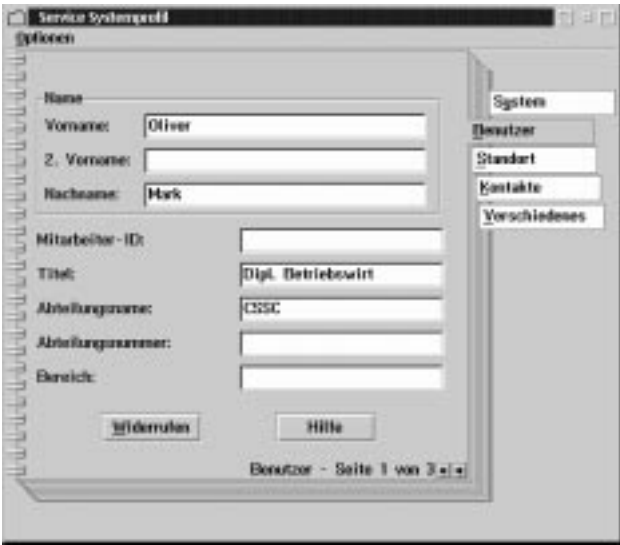 Service Systemprofil
Optionen
Name
Vorname: Oliver
2. Vorname:
Nachname: Mark
Mitarbeiter-ID:
Titel: Dipl. Betriebswirt
Abteilungsname: CSSC
Abteilungsnummer:
Bereich:
Widerrufen Hilfe
Benutzer - Seite 1 von 3
System
Benutzer
Standort
Kontakte
Verschiedenes